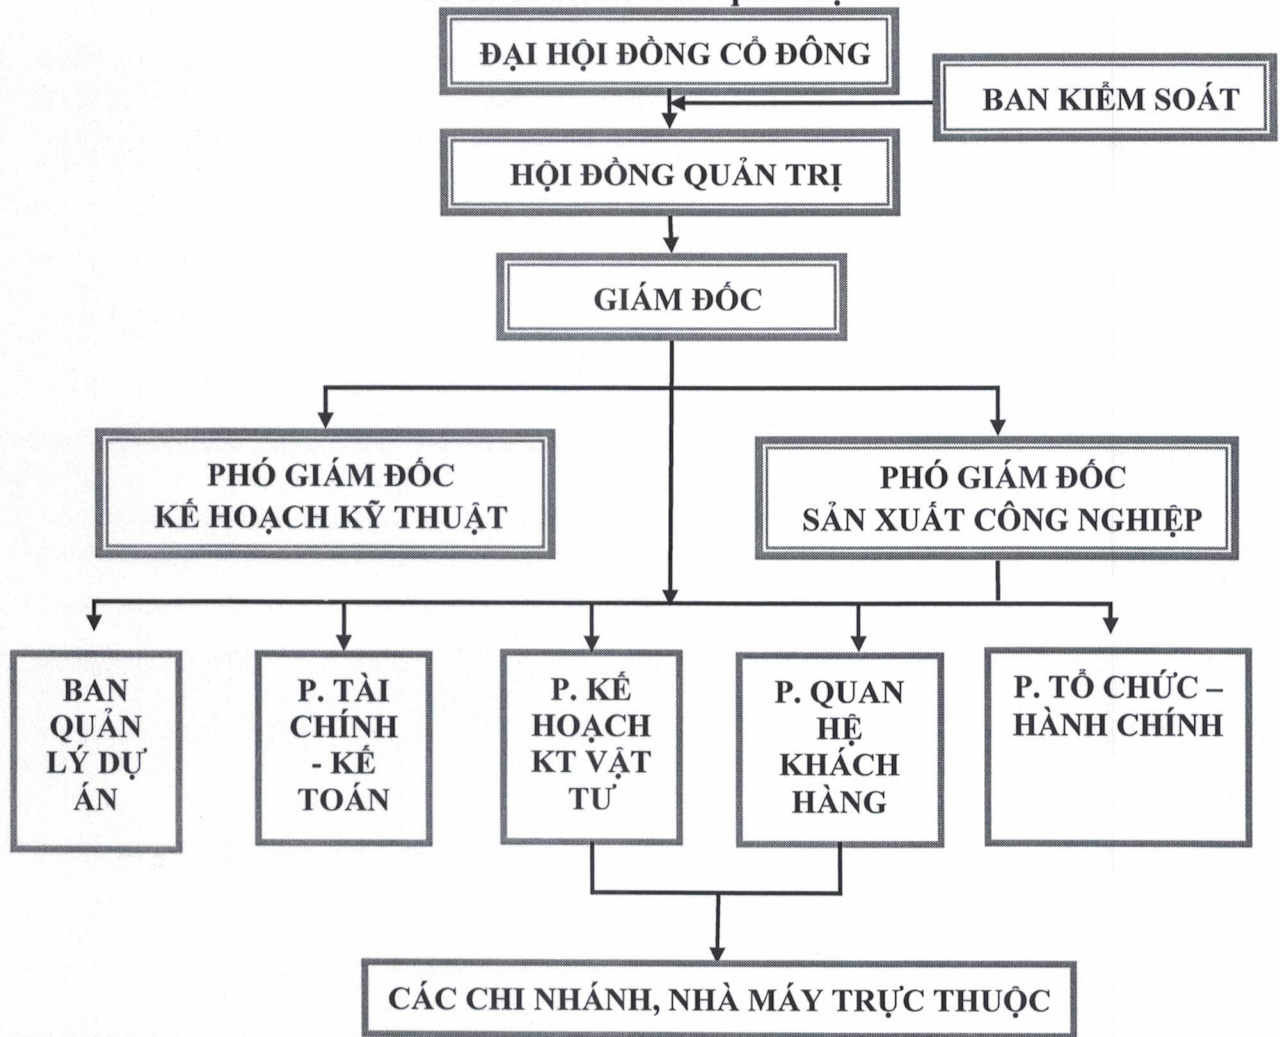 ĐẠI HỘI ĐỒNG CỔ ĐÔNG
BAN KIỂM SOÁT
HỘI ĐỒNG QUẢN TRỊ
GIÁM ĐỐC
PHÓ GIÁM ĐỐC
KẾ HOẠCH KỸ THUẬT
PHÓ GIÁM ĐỐC
SẢN XUẤT CÔNG NGHIỆP
BAN
QUẢN
LÝ DỰ
ÁN
P. TÀI
CHÍNH
- KẾ
TOÁN
P. KẾ
HOẠCH
KT VẬT
TƯ
P. QUAN
HỆ
KHÁCH
HÀNG
P. TỔ CHỨC –
HÀNH CHÍNH
CÁC CHI NHÁNH, NHÀ MÁY TRỰC THUỘC